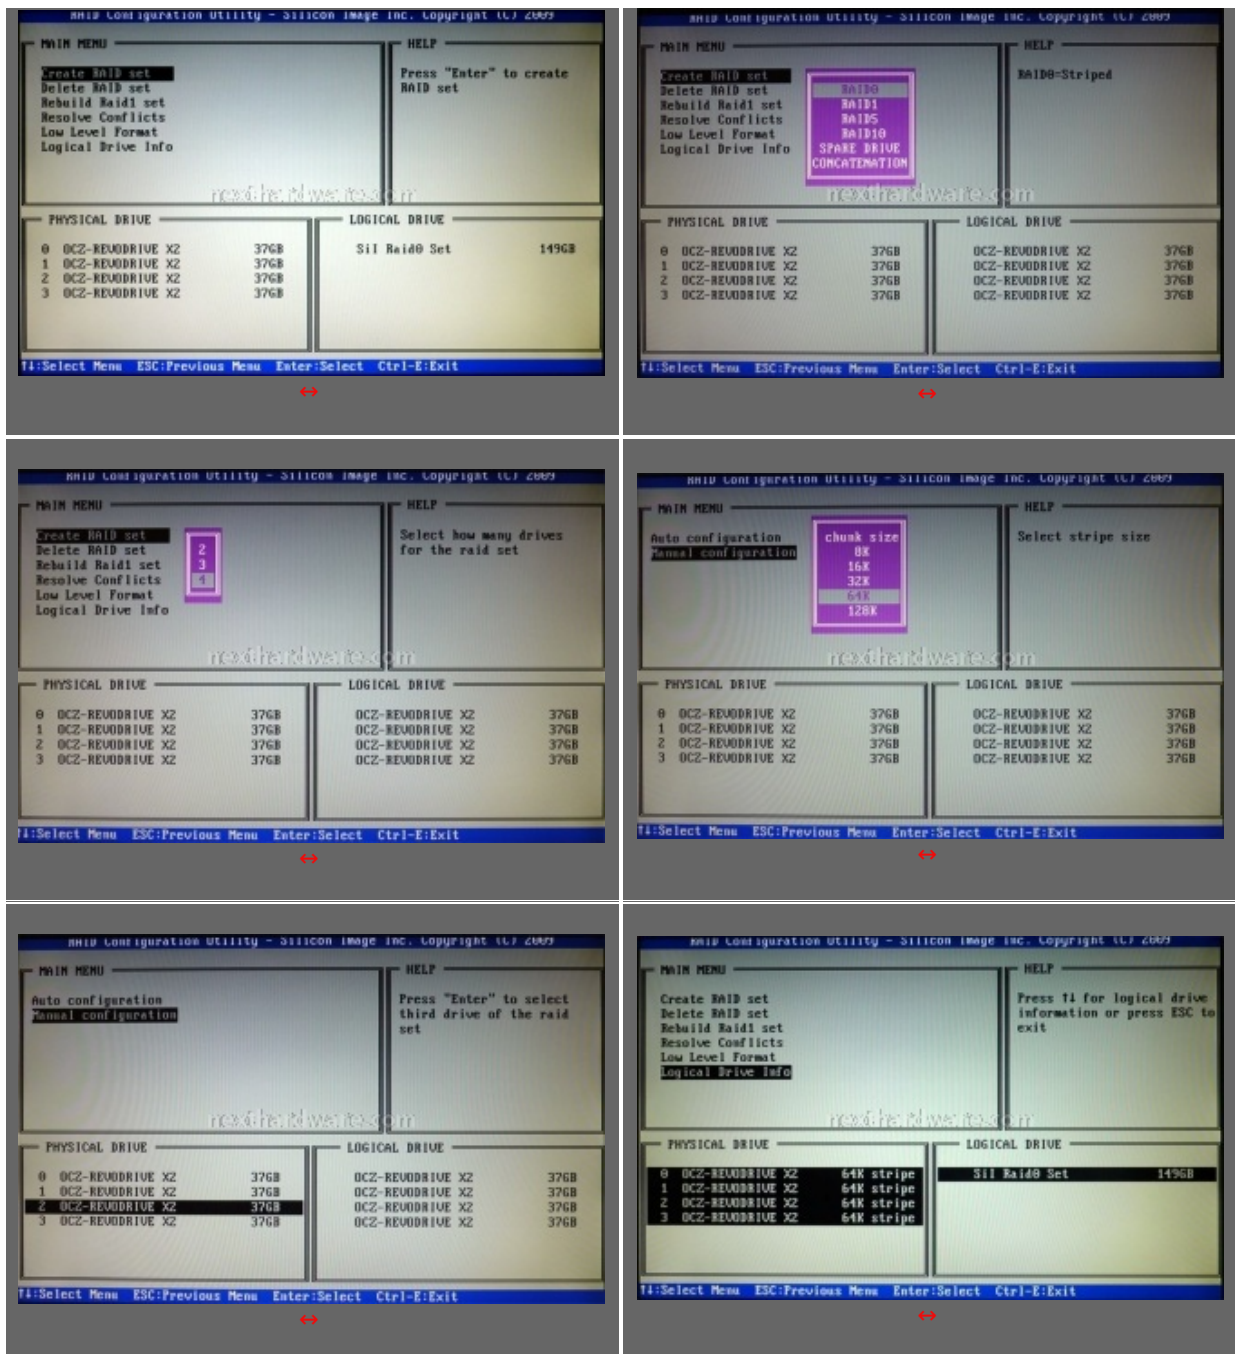 RAID Configuration Utility - Silicon Image Inc. Copyright (C) 2009
MAIN MENU
Create RAID set
Delete RAID set
Rebuild Raid1 set
Resolve Conflicts
Low Level Format
Logical Drive Info
HELP
Press "Enter" to create
RAID set
nexthardware.com
PHYSICAL DRIVE
0 OCZ-REVODRIVE X2 37GB
1 OCZ-REVODRIVE X2 37GB
2 OCZ-REVODRIVE X2 37GB
3 OCZ-REVODRIVE X2 37GB
LOGICAL DRIVE
SiI Raid0 Set 149GB
↑↓:Select Menu ESC:Previous Menu Enter:Select Ctrl-E:Exit
RAID Configuration Utility - Silicon Image Inc. Copyright (C) 2009
MAIN MENU
Create RAID set
Delete RAID set
Rebuild Raid1 set
Resolve Conflicts
Low Level Format
Logical Drive Info
RAID0
RAID1
RAID5
RAID10
SPARE DRIVE
CONCATENATION
HELP
RAID0=Striped
nexthardware.com
PHYSICAL DRIVE
0 OCZ-REVODRIVE X2 37GB
1 OCZ-REVODRIVE X2 37GB
2 OCZ-REVODRIVE X2 37GB
3 OCZ-REVODRIVE X2 37GB
LOGICAL DRIVE
OCZ-REVODRIVE X2 37GB
OCZ-REVODRIVE X2 37GB
OCZ-REVODRIVE X2 37GB
OCZ-REVODRIVE X2 37GB
↑↓:Select Menu ESC:Previous Menu Enter:Select Ctrl-E:Exit
RAID Configuration Utility - Silicon Image Inc. Copyright (C) 2009
MAIN MENU
Create RAID set
Delete RAID set
Rebuild Raid1 set
Resolve Conflicts
Low Level Format
Logical Drive Info
2
3
4
HELP
Select how many drives
for the raid set
nexthardware.com
PHYSICAL DRIVE
0 OCZ-REVODRIVE X2 37GB
1 OCZ-REVODRIVE X2 37GB
2 OCZ-REVODRIVE X2 37GB
3 OCZ-REVODRIVE X2 37GB
LOGICAL DRIVE
OCZ-REVODRIVE X2 37GB
OCZ-REVODRIVE X2 37GB
OCZ-REVODRIVE X2 37GB
OCZ-REVODRIVE X2 37GB
↑↓:Select Menu ESC:Previous Menu Enter:Select Ctrl-E:Exit
RAID Configuration Utility - Silicon Image Inc. Copyright (C) 2009
MAIN MENU
Auto configuration
Manual configuration
chunk size
8K
16K
32K
64K
128K
HELP
Select stripe size
nexthardware.com
PHYSICAL DRIVE
0 OCZ-REVODRIVE X2 37GB
1 OCZ-REVODRIVE X2 37GB
2 OCZ-REVODRIVE X2 37GB
3 OCZ-REVODRIVE X2 37GB
LOGICAL DRIVE
OCZ-REVODRIVE X2 37GB
OCZ-REVODRIVE X2 37GB
OCZ-REVODRIVE X2 37GB
OCZ-REVODRIVE X2 37GB
↑↓:Select Menu ESC:Previous Menu Enter:Select Ctrl-E:Exit
RAID Configuration Utility - Silicon Image Inc. Copyright (C) 2009
MAIN MENU
Auto configuration
Manual configuration
HELP
Press "Enter" to select
third drive of the raid
set
nexthardware.com
PHYSICAL DRIVE
0 OCZ-REVODRIVE X2 37GB
1 OCZ-REVODRIVE X2 37GB
2 OCZ-REVODRIVE X2 37GB
3 OCZ-REVODRIVE X2 37GB
LOGICAL DRIVE
OCZ-REVODRIVE X2 37GB
OCZ-REVODRIVE X2 37GB
OCZ-REVODRIVE X2 37GB
OCZ-REVODRIVE X2 37GB
↑↓:Select Menu ESC:Previous Menu Enter:Select Ctrl-E:Exit
RAID Configuration Utility - Silicon Image Inc. Copyright (C) 2009
MAIN MENU
Create RAID set
Delete RAID set
Rebuild Raid1 set
Resolve Conflicts
Low Level Format
Logical Drive Info
HELP
Press ↑↓ for logical drive
information or press ESC to
exit
nexthardware.com
PHYSICAL DRIVE
0 OCZ-REVODRIVE X2 64K stripe
1 OCZ-REVODRIVE X2 64K stripe
2 OCZ-REVODRIVE X2 64K stripe
3 OCZ-REVODRIVE X2 64K stripe
LOGICAL DRIVE
SiI Raid0 Set 149GB
↑↓:Select Menu ESC:Previous Menu Enter:Select Ctrl-E:Exit